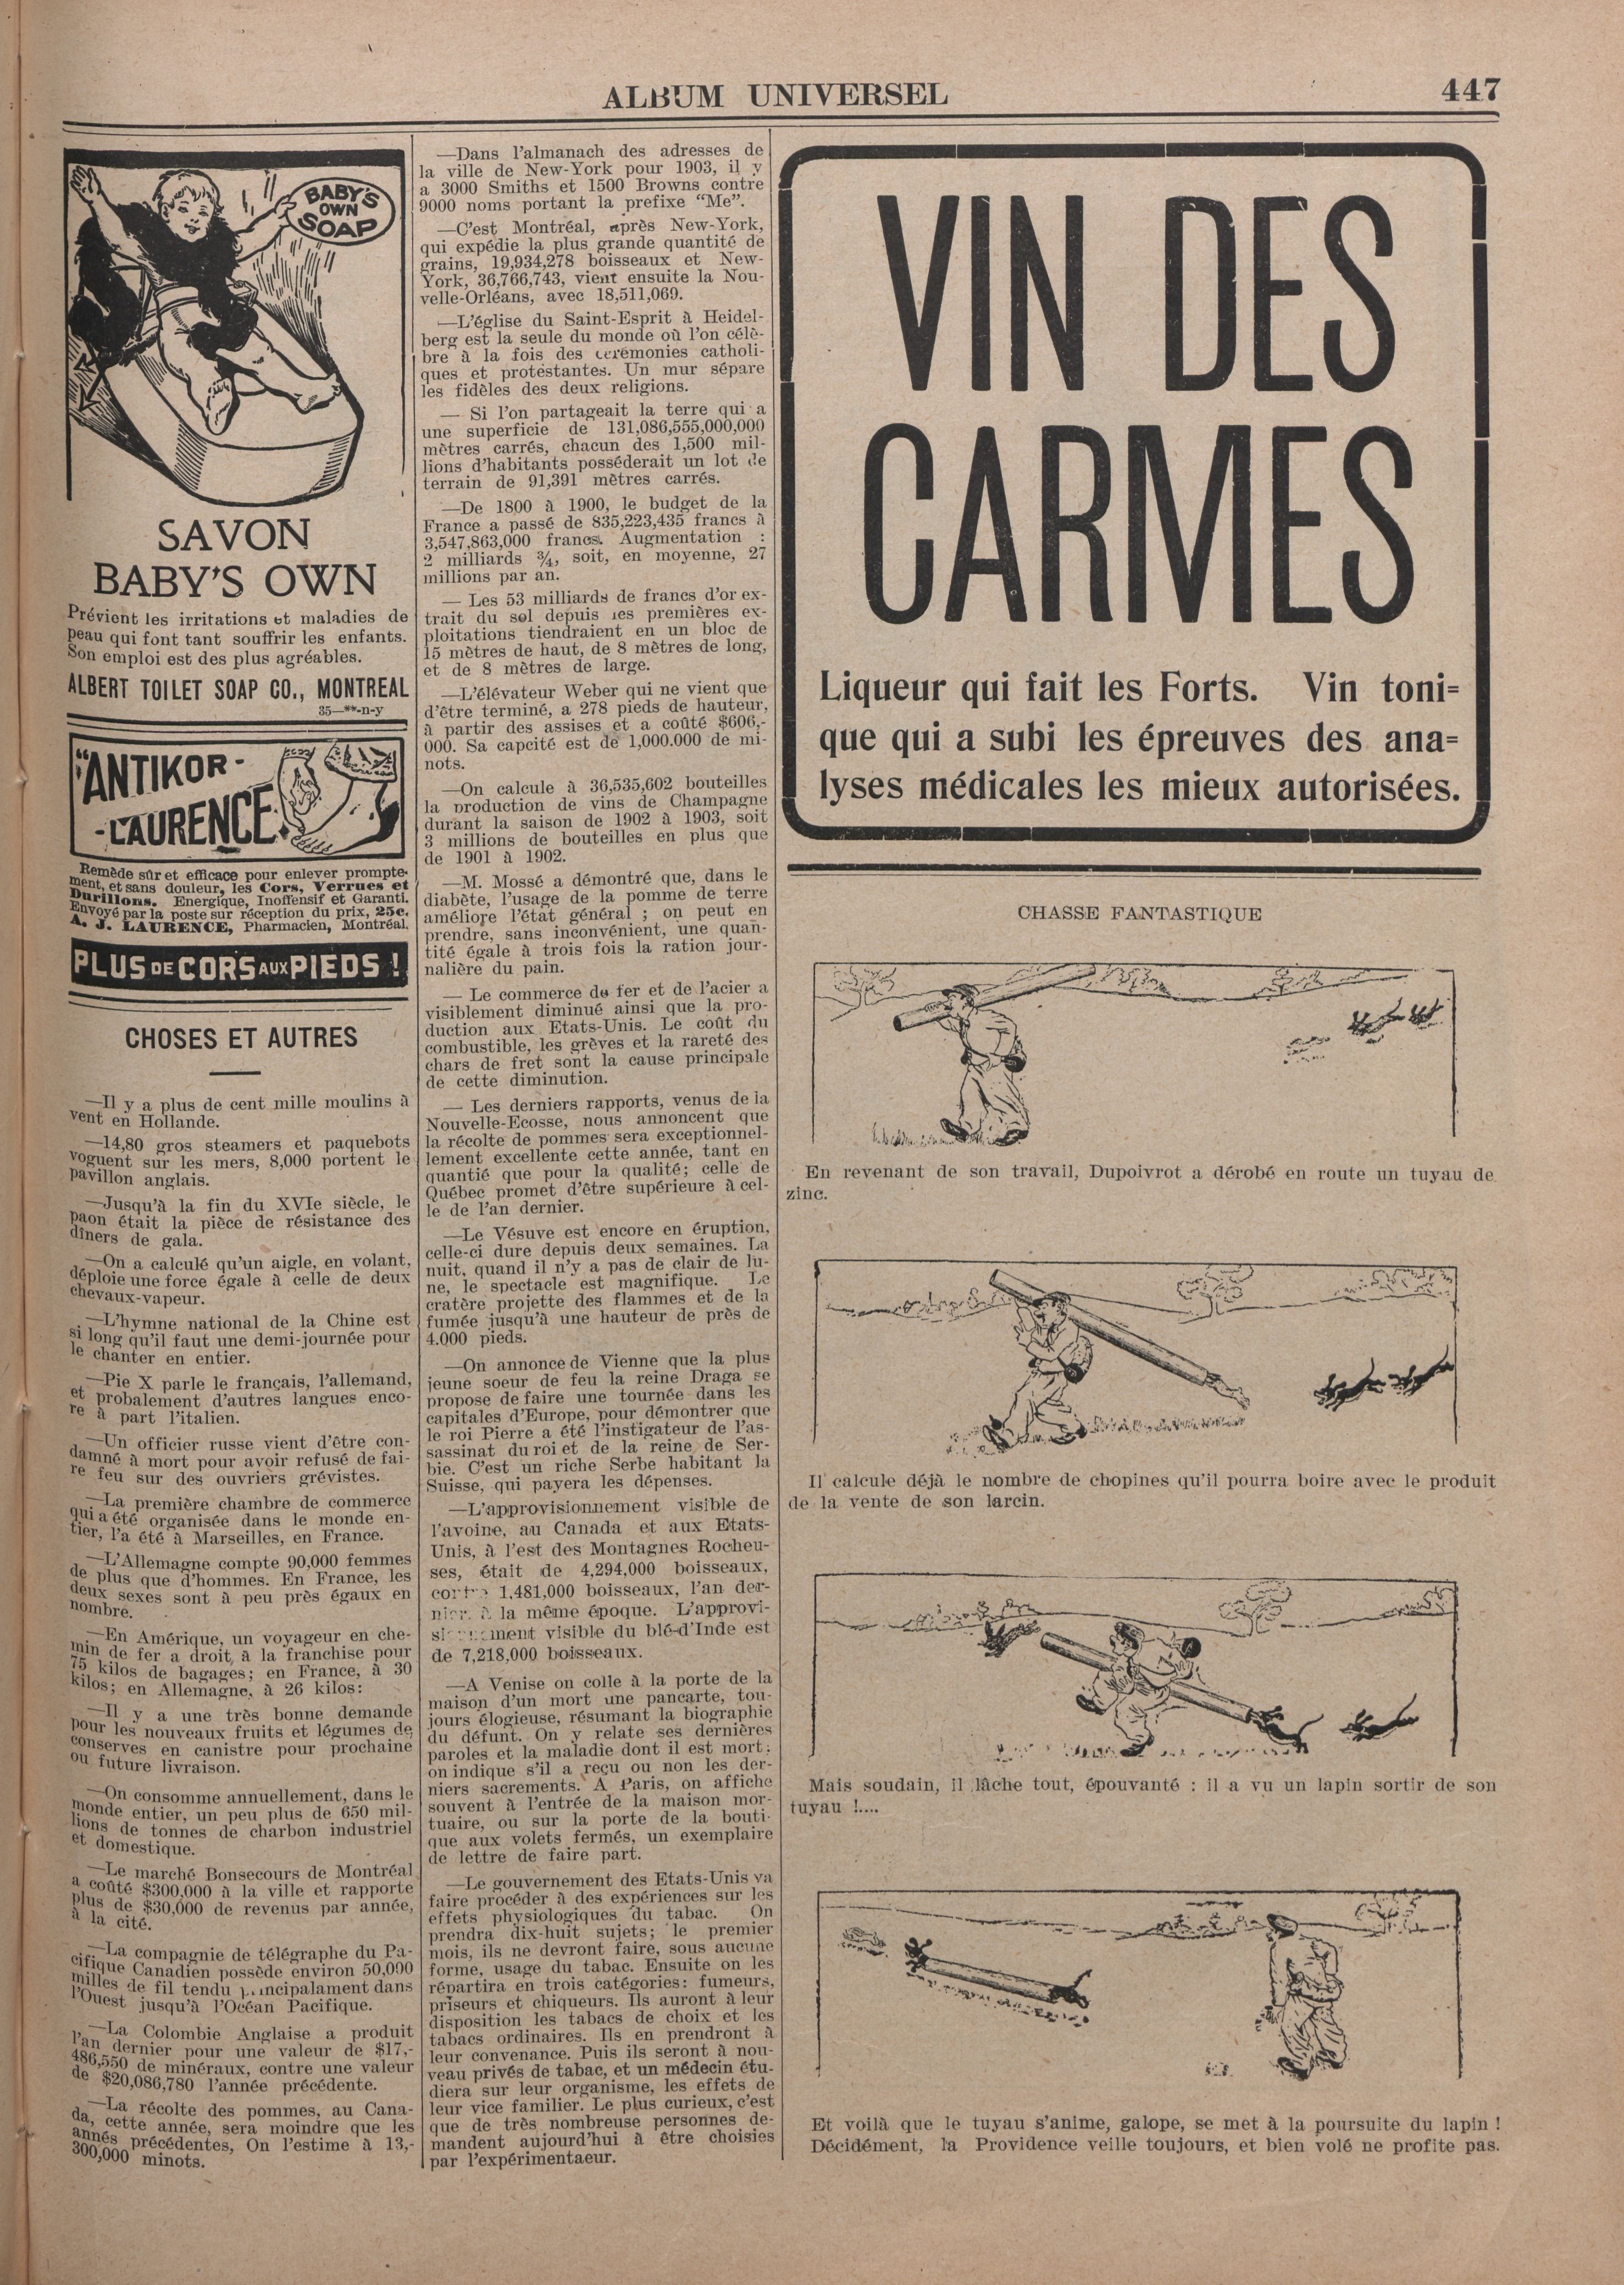 ALBUM UNIVERSEL
447
BABY'S
OWN
SOAP
SAVON
BABY'S OWN
Prévient les irritations et maladies de
peau qui font tant souffrir les enfants.
Son emploi est des plus agréables.
ALBERT TOILET SOAP CO., MONTREAL
35—**-n-y
"ANTIKOR-
-LAURENCE
Remède sûr et efficace pour enlever prompte-
ment, et sans douleur, les Cors, Verrues et
Durillons. Energique, Inoffensif et Garanti.
Envoyé par la poste sur réception du prix, 25c.
A. J. LAURENCE, Pharmacien, Montréal.
PLUS DE CORS AUX PIEDS !
CHOSES ET AUTRES
—Il y a plus de cent mille moulins à
vent en Hollande.
—14,80 gros steamers et paquebots
voguent sur les mers, 8,000 portent le
pavillon anglais.
—Jusqu'à la fin du XVIe siècle, le
paon était la pièce de résistance des
dîners de gala.
—On a calculé qu'un aigle, en volant,
déploie une force égale à celle de deux
chevaux-vapeur.
—L'hymne national de la Chine est
si long qu'il faut une demi-journée pour
le chanter en entier.
—Pie X parle le français, l'allemand,
et probalement d'autres langues enco-
re à part l'italien.
—Un officier russe vient d'être con-
damné à mort pour avoir refusé de fai-
re feu sur des ouvriers grévistes.
—La première chambre de commerce
qui a été organisée dans le monde en-
tier, l'a été à Marseilles, en France.
—L'Allemagne compte 90,000 femmes
de plus que d'hommes. En France, les
deux sexes sont à peu près égaux en
nombre.
—En Amérique, un voyageur en che-
min de fer a droit à la franchise pour
75 kilos de bagages; en France, à 30
kilos; en Allemagne, à 26 kilos:
—Il y a une très bonne demande
pour les nouveaux fruits et légumes de
conserves en canistre pour prochaine
ou future livraison.
—On consomme annuellement, dans le
monde entier, un peu plus de 650 mil-
lions de tonnes de charbon industriel
et domestique.
—Le marché Bonsecours de Montréal
a coûté $300,000 à la ville et rapporte
plus de $30,000 de revenus par année,
à la cité.
—La compagnie de télégraphe du Pa-
cifique Canadien possède environ 50,000
milles de fil tendu principalament dans
l'Ouest jusqu'à l'Océan Pacifique.
—La Colombie Anglaise a produit
l'an dernier pour une valeur de $17,-
486,550 de minéraux, contre une valeur
de $20,086,780 l'année précédente.
—La récolte des pommes, au Cana-
da, cette année, sera moindre que les
annés précédentes, On l'estime à 13,-
300,000 minots.
—Dans l'almanach des adresses de
la ville de New-York pour 1903, il y
a 3000 Smiths et 1500 Browns contre
9000 noms portant la prefixe "Me".
—C'est Montréal, après New-York,
qui expédie la plus grande quantité de
grains, 19,934,278 boisseaux et New-
York, 36,766,743, vient ensuite la Nou-
velle-Orléans, avec 18,511,069.
—L'église du Saint-Esprit à Heidel-
berg est la seule du monde où l'on célè-
bre à la fois des cérémonies catholi-
ques et protestantes. Un mur sépare
les fidèles des deux religions.
— Si l'on partageait la terre qui a
une superficie de 131,086,555,000,000
mètres carrés, chacun des 1,500 mil-
lions d'habitants posséderait un lot de
terrain de 91,391 mètres carrés.
—De 1800 à 1900, le budget de la
France a passé de 835,223,435 francs à
3,547,863,000 francs. Augmentation :
2 milliards ¾, soit, en moyenne, 27
millions par an.
— Les 53 milliards de francs d'or ex-
trait du sol depuis les premières ex-
ploitations tiendraient en un bloc de
15 mètres de haut, de 8 mètres de long,
et de 8 mètres de large.
—L'élévateur Weber qui ne vient que
d'être terminé, a 278 pieds de hauteur,
à partir des assises et a coûté $606,-
000. Sa capcité est de 1,000.000 de mi-
nots.
—On calcule à 36,535,602 bouteilles
la production de vins de Champagne
durant la saison de 1902 à 1903, soit
3 millions de bouteilles en plus que
de 1901 à 1902.
—M. Mossé a démontré que, dans le
diabète, l'usage de la pomme de terre
améliore l'état général ; on peut en
prendre, sans inconvénient, une quan-
tité égale à trois fois la ration jour-
nalière du pain.
— Le commerce du fer et de l'acier a
visiblement diminué ainsi que la pro-
duction aux Etats-Unis. Le coût du
combustible, les grèves et la rareté des
chars de fret sont la cause principale
de cette diminution.
— Les derniers rapports, venus de la
Nouvelle-Ecosse, nous annoncent que
la récolte de pommes sera exceptionnel-
lement excellente cette année, tant en
quantié que pour la qualité; celle de
Québec promet d'être supérieure à cel-
le de l'an dernier.
—Le Vésuve est encore en éruption,
celle-ci dure depuis deux semaines. La
nuit, quand il n'y a pas de clair de lu-
ne, le spectacle est magnifique. Le
cratère projette des flammes et de la
fumée jusqu'à une hauteur de près de
4.000 pieds.
—On annonce de Vienne que la plus
jeune soeur de feu la reine Draga se
propose de faire une tournée dans les
capitales d'Europe, pour démontrer que
le roi Pierre a été l'instigateur de l'as-
sassinat du roi et de la reine de Ser-
bie. C'est un riche Serbe habitant la
Suisse, qui payera les dépenses.
—L'approvisionnement visible de
l'avoine, au Canada et aux Etats-
Unis, à l'est des Montagnes Rocheu-
ses, était de 4,294,000 boisseaux,
contre 1,481,000 boisseaux, l'an der-
nier, à la même époque. L'approvi-
sionnement visible du blé-d'Inde est
de 7,218,000 boisseaux.
—A Venise on colle à la porte de la
maison d'un mort une pancarte, tou-
jours élogieuse, résumant la biographie
du défunt. On y relate ses dernières
paroles et la maladie dont il est mort;
on indique s'il a reçu ou non les der-
niers sacrements. A Paris, on affiche
souvent à l'entrée de la maison mor-
tuaire, ou sur la porte de la bouti-
que aux volets fermés, un exemplaire
de lettre de faire part.
—Le gouvernement des Etats-Unis va
faire procéder à des expériences sur les
effets physiologiques du tabac. On
prendra dix-huit sujets; le premier
mois, ils ne devront faire, sous aucune
forme, usage du tabac. Ensuite on les
répartira en trois catégories: fumeurs,
priseurs et chiqueurs. Ils auront à leur
disposition les tabacs de choix et les
tabacs ordinaires. Ils en prendront à
leur convenance. Puis ils seront à nou-
veau privés de tabac, et un médecin étu-
diera sur leur organisme, les effets de
leur vice familier. Le plus curieux, c'est
que de très nombreuse personnes de-
mandent aujourd'hui à être choisies
par l'expérimentaeur.
VIN DES
CARMES
Liqueur qui fait les Forts. Vin toni=
que qui a subi les épreuves des ana=
lyses médicales les mieux autorisées.
CHASSE FANTASTIQUE
En revenant de son travail, Dupoivrot a dérobé en route un tuyau de
zinc.
Il calcule déjà le nombre de chopines qu'il pourra boire avec le produit
de la vente de son larcin.
Mais soudain, il lâche tout, épouvanté : il a vu un lapin sortir de son
tuyau !....
Et voilà que le tuyau s'anime, galope, se met à la poursuite du lapin !
Décidément, la Providence veille toujours, et bien volé ne profite pas.